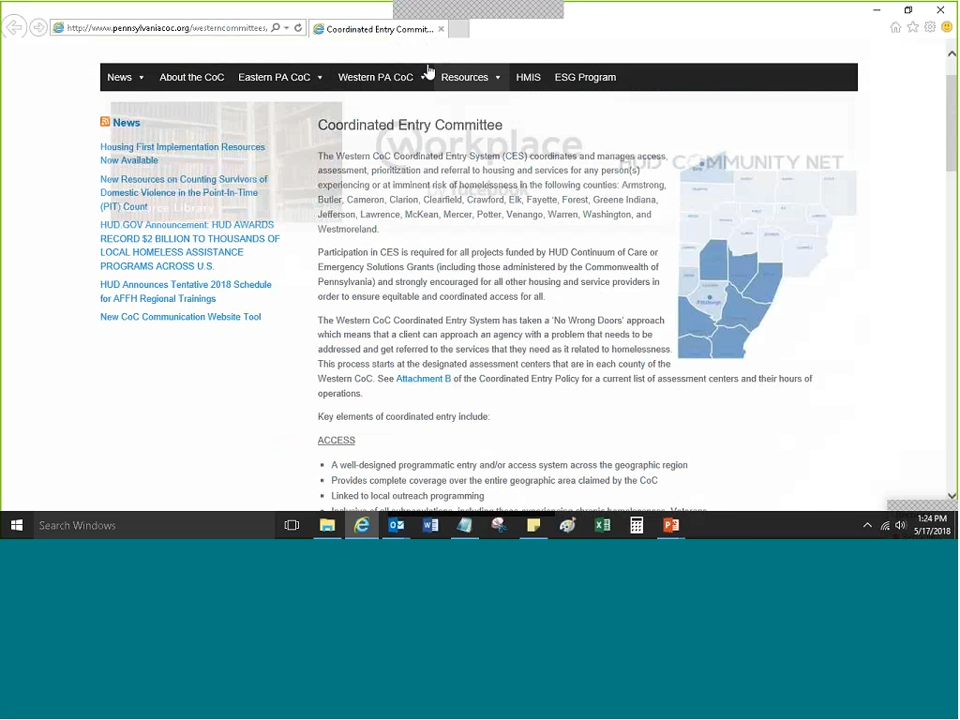 http://www.pennsylvaniacoc.org/westerncommittees,
Coordinated Entry Commit...
News
About the CoC
Eastern PA CoC
Western PA CoC
Resources
HMIS
ESG Program
News
Housing First Implementation Resources
Now Available
New Resources on Counting Survivors of
Domestic Violence in the Point-In-Time
(PIT) Count
HUD.GOV Announcement: HUD AWARDS
RECORD $2 BILLION TO THOUSANDS OF
LOCAL HOMELESS ASSISTANCE
PROGRAMS ACROSS U.S.
HUD Announces Tentative 2018 Schedule
for AFFH Regional Trainings
New CoC Communication Website Tool
Coordinated Entry Committee
workplace
HUD COMMUNITY NET
The Western CoC Coordinated Entry System (CES) coordinates and manages access,
assessment, prioritization and referral to housing and services for any person(s)
experiencing or at imminent risk of homelessness in the following counties: Armstrong,
Butler, Cameron, Clarion, Clearfield, Crawford, Elk, Fayette, Forest, Greene Indiana,
Jefferson, Lawrence, McKean, Mercer, Potter, Venango, Warren, Washington, and
Westmoreland.
Participation in CES is required for all projects funded by HUD Continuum of Care or
Emergency Solutions Grants (including those administered by the Commonwealth of
Pennsylvania) and strongly encouraged for all other housing and service providers in
order to ensure equitable and coordinated access for all.
The Western CoC Coordinated Entry System has taken a 'No Wrong Doors' approach
which means that a client can approach an agency with a problem that needs to be
addressed and get referred to the services that they need as it related to homelessness.
This process starts at the designated assessment centers that are in each county of the
Western CoC. See Attachment B of the Coordinated Entry Policy for a current list of assessment centers and their hours of
operations.
Pittsburgh
Key elements of coordinated entry include:
ACCESS
A well-designed programmatic entry and/or access system across the geographic region
Provides complete coverage over the entire geographic area claimed by the CoC
Linked to local outreach programming
Search Windows
1:24 PM
5/17/2018